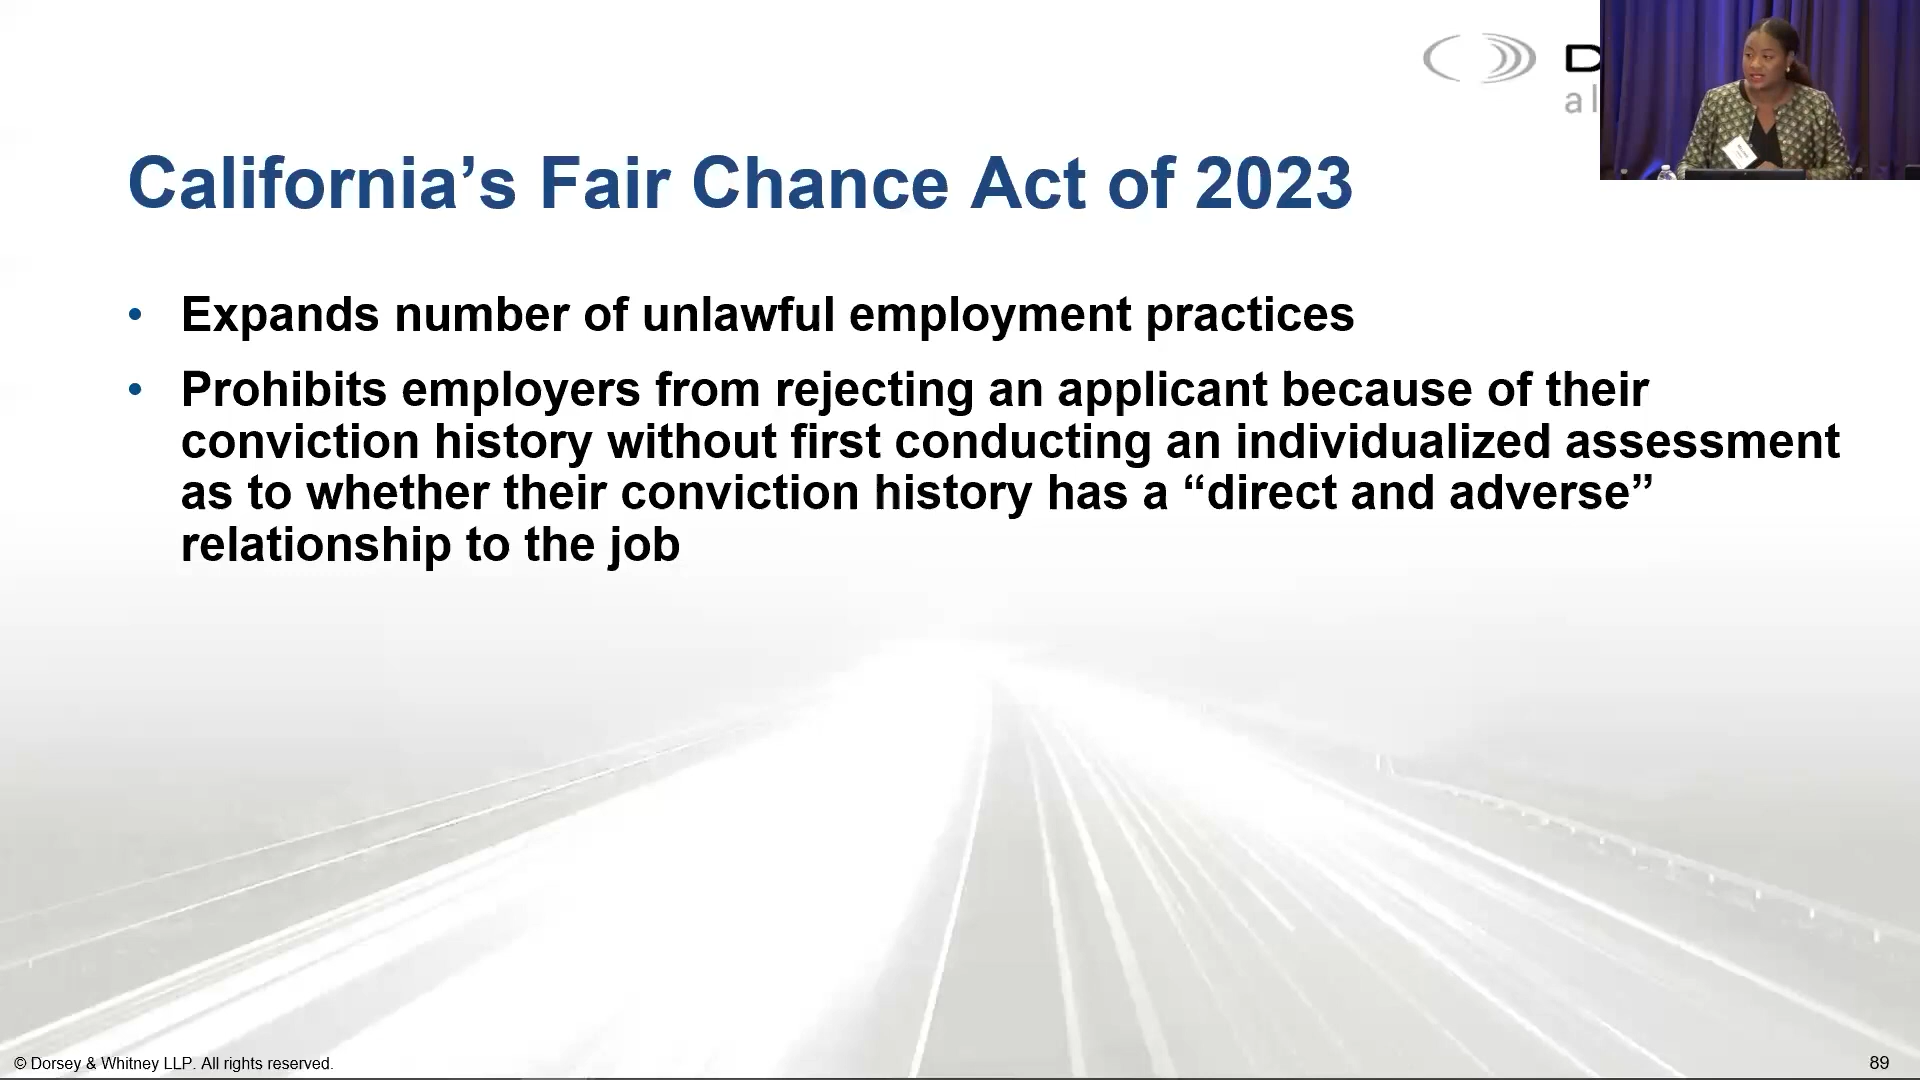 D
al
California’s Fair Chance Act of 2023
• Expands number of unlawful employment practices
• Prohibits employers from rejecting an applicant because of their
conviction history without first conducting an individualized assessment
as to whether their conviction history has a “direct and adverse”
relationship to the job
© Dorsey & Whitney LLP. All rights reserved.
89